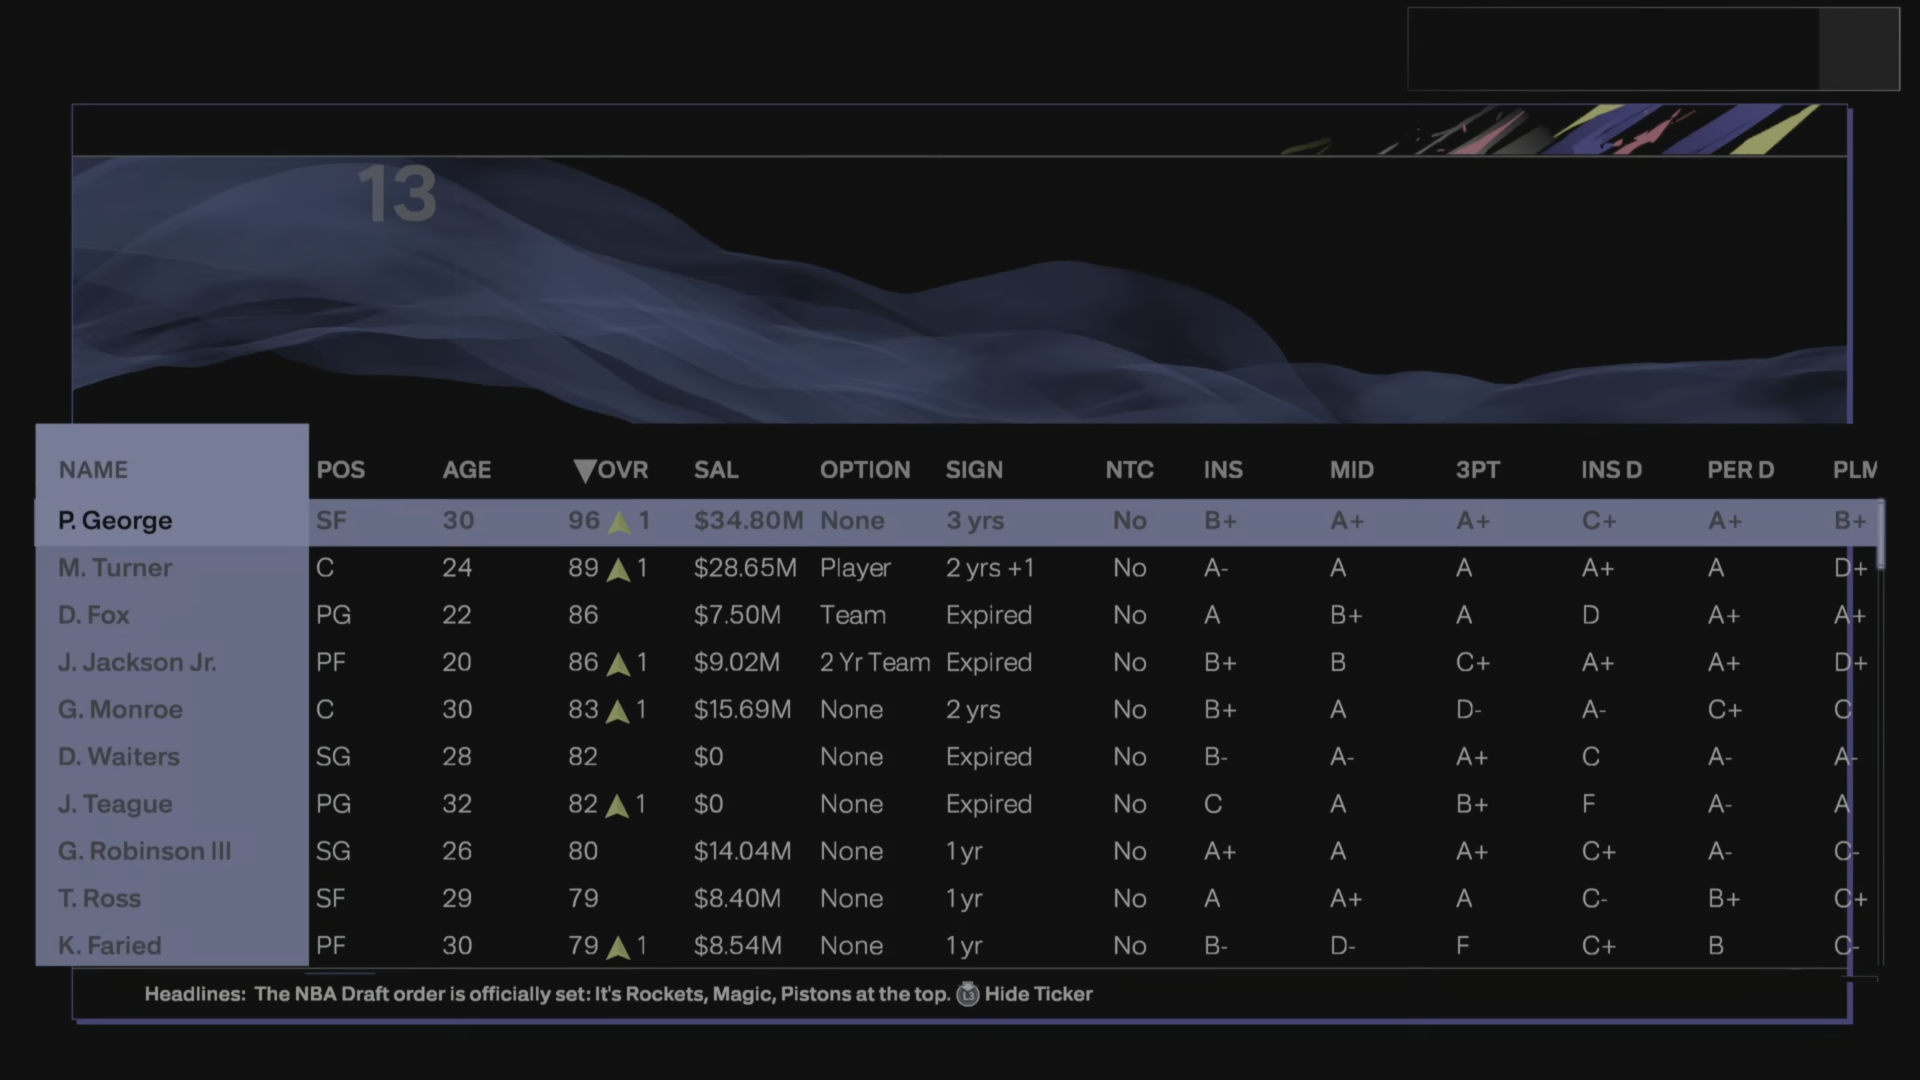 13
NAME POS AGE ▼OVR SAL OPTION SIGN NTC INS MID 3PT INS D PER D PLM
P. George SF 30 96 ▲ 1 $34.80M None 3 yrs No B+ A+ A+ C+ A+ B+
M. Turner C 24 89 ▲ 1 $28.65M Player 2 yrs +1 No A- A A A+ A D+
D. Fox PG 22 86 $7.50M Team Expired No A B+ A D A+ A+
J. Jackson Jr. PF 20 86 ▲ 1 $9.02M 2 Yr Team Expired No B+ B C+ A+ A+ D+
G. Monroe C 30 83 ▲ 1 $15.69M None 2 yrs No B+ A D- A- C+ C
D. Waiters SG 28 82 $0 None Expired No B- A- A+ C A- A-
J. Teague PG 32 82 ▲ 1 $0 None Expired No C A B+ F A- A
G. Robinson III SG 26 80 $14.04M None 1 yr No A+ A A+ C+ A- C-
T. Ross SF 29 79 $8.40M None 1 yr No A A+ A C- B+ C+
K. Faried PF 30 79 ▲ 1 $8.54M None 1 yr No B- D- F C+ B C-
Headlines: The NBA Draft order is officially set: It's Rockets, Magic, Pistons at the top. L3 Hide Ticker